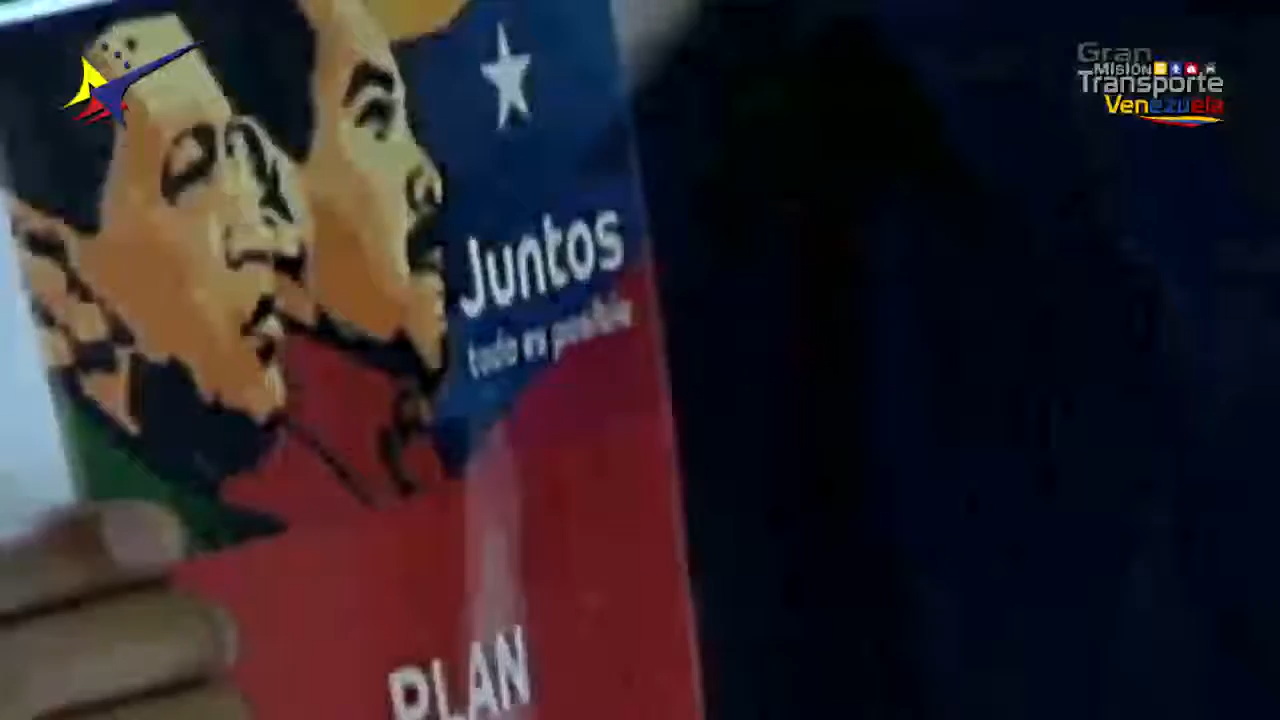 Gran
Misión
Transporte
Venezuela
Juntos
todo es posible
PLAN